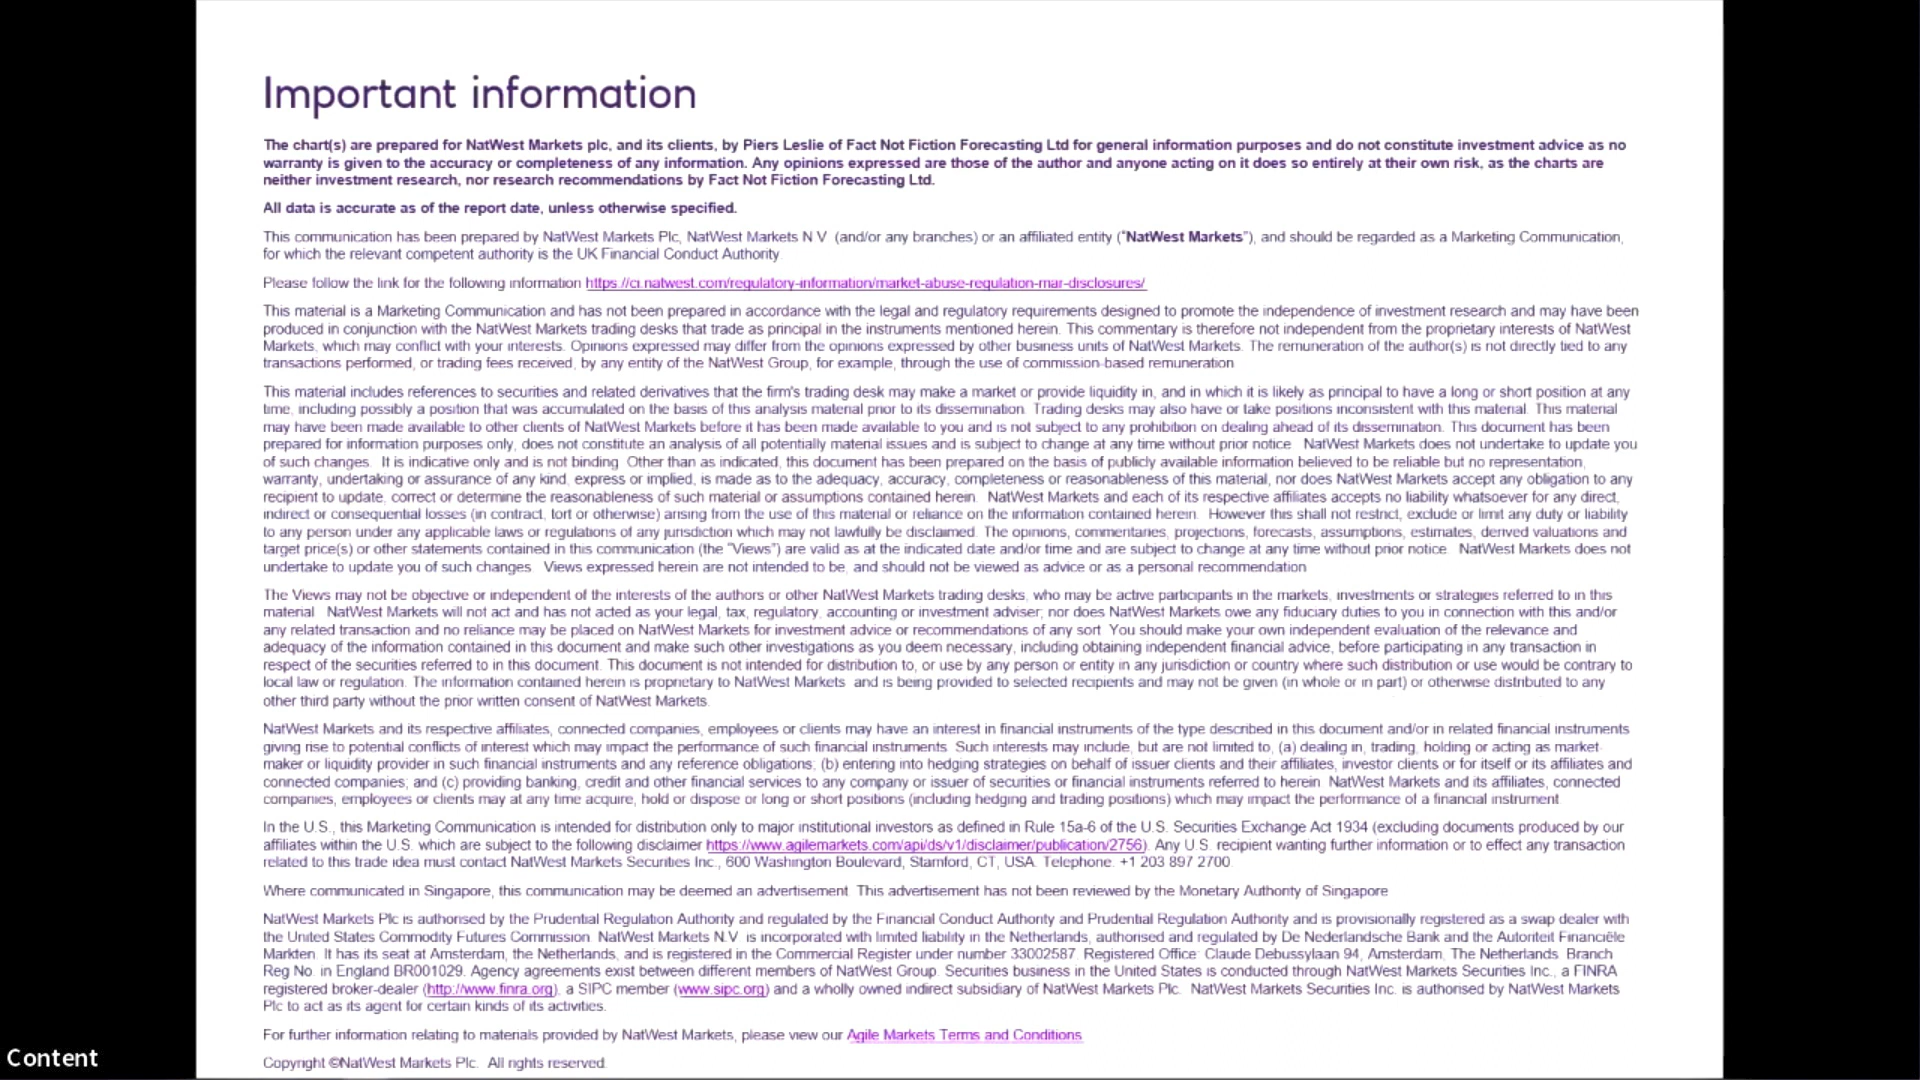 Important information
The chart(s) are prepared for NatWest Markets plc, and its clients, by Piers Leslie of Fact Not Fiction Forecasting Ltd for general information purposes and do not constitute investment advice as no
warranty is given to the accuracy or completeness of any information. Any opinions expressed are those of the author and anyone acting on it does so entirely at their own risk, as the charts are
neither investment research, nor research recommendations by Fact Not Fiction Forecasting Ltd.
All data is accurate as of the report date, unless otherwise specified.
This communication has been prepared by NatWest Markets Plc, NatWest Markets N V (and/or any branches) or an affiliated entity (“NatWest Markets”), and should be regarded as a Marketing Communication,
for which the relevant competent authority is the UK Financial Conduct Authority
Please follow the link for the following information https://ci.natwest.com/regulatory-information/market-abuse-regulation-mar-disclosures/
This material is a Marketing Communication and has not been prepared in accordance with the legal and regulatory requirements designed to promote the independence of investment research and may have been
produced in conjunction with the NatWest Markets trading desks that trade as principal in the instruments mentioned herein. This commentary is therefore not independent from the proprietary interests of NatWest
Markets, which may conflict with your interests. Opinions expressed may differ from the opinions expressed by other business units of NatWest Markets. The remuneration of the author(s) is not directly tied to any
transactions performed, or trading fees received, by any entity of the NatWest Group, for example, through the use of commission-based remuneration
This material includes references to securities and related derivatives that the firm's trading desk may make a market or provide liquidity in, and in which it is likely as principal to have a long or short position at any
time, including possibly a position that was accumulated on the basis of this analysis material prior to its dissemination. Trading desks may also have or take positions inconsistent with this material. This material
may have been made available to other clients of NatWest Markets before it has been made available to you and is not subject to any prohibition on dealing ahead of its dissemination. This document has been
prepared for information purposes only, does not constitute an analysis of all potentially material issues and is subject to change at any time without prior notice NatWest Markets does not undertake to update you
of such changes. It is indicative only and is not binding Other than as indicated, this document has been prepared on the basis of publicly available information believed to be reliable but no representation,
warranty, undertaking or assurance of any kind, express or implied, is made as to the adequacy, accuracy, completeness or reasonableness of this material, nor does NatWest Markets accept any obligation to any
recipient to update, correct or determine the reasonableness of such material or assumptions contained herein. NatWest Markets and each of its respective affiliates accepts no liability whatsoever for any direct,
indirect or consequential losses (in contract, tort or otherwise) arising from the use of this material or reliance on the information contained herein. However this shall not restrict, exclude or limit any duty or liability
to any person under any applicable laws or regulations of any jurisdiction which may not lawfully be disclaimed. The opinions, commentaries, projections, forecasts, assumptions, estimates, derived valuations and
target price(s) or other statements contained in this communication (the “Views”) are valid as at the indicated date and/or time and are subject to change at any time without prior notice NatWest Markets does not
undertake to update you of such changes Views expressed herein are not intended to be, and should not be viewed as advice or as a personal recommendation
The Views may not be objective or independent of the interests of the authors or other NatWest Markets trading desks, who may be active participants in the markets, investments or strategies referred to in this
material NatWest Markets will not act and has not acted as your legal, tax, regulatory, accounting or investment adviser; nor does NatWest Markets owe any fiduciary duties to you in connection with this and/or
any related transaction and no reliance may be placed on NatWest Markets for investment advice or recommendations of any sort You should make your own independent evaluation of the relevance and
adequacy of the information contained in this document and make such other investigations as you deem necessary, including obtaining independent financial advice, before participating in any transaction in
respect of the securities referred to in this document. This document is not intended for distribution to, or use by any person or entity in any jurisdiction or country where such distribution or use would be contrary to
local law or regulation. The information contained herein is proprietary to NatWest Markets and is being provided to selected recipients and may not be given (in whole or in part) or otherwise distributed to any
other third party without the prior written consent of NatWest Markets.
NatWest Markets and its respective affiliates, connected companies, employees or clients may have an interest in financial instruments of the type described in this document and/or in related financial instruments
giving rise to potential conflicts of interest which may impact the performance of such financial instruments. Such interests may include, but are not limited to, (a) dealing in, trading, holding or acting as market-
maker or liquidity provider in such financial instruments and any reference obligations; (b) entering into hedging strategies on behalf of issuer clients and their affiliates, investor clients or for itself or its affiliates and
connected companies; and (c) providing banking, credit and other financial services to any company or issuer of securities or financial instruments referred to herein NatWest Markets and its affiliates, connected
companies, employees or clients may at any time acquire, hold or dispose or long or short positions (including hedging and trading positions) which may impact the performance of a financial instrument
In the U.S., this Marketing Communication is intended for distribution only to major institutional investors as defined in Rule 15a-6 of the U.S. Securities Exchange Act 1934 (excluding documents produced by our
affiliates within the U.S. which are subject to the following disclaimer https://www.agilemarkets.com/api/ds/v1/disclaimer/publication/2756). Any U.S. recipient wanting further information or to effect any transaction
related to this trade idea must contact NatWest Markets Securities Inc., 600 Washington Boulevard, Stamford, CT, USA. Telephone: +1 203 897 2700.
Where communicated in Singapore, this communication may be deemed an advertisement This advertisement has not been reviewed by the Monetary Authority of Singapore
NatWest Markets Plc is authorised by the Prudential Regulation Authority and regulated by the Financial Conduct Authority and Prudential Regulation Authority and is provisionally registered as a swap dealer with
the United States Commodity Futures Commission. NatWest Markets N.V. is incorporated with limited liability in the Netherlands, authorised and regulated by De Nederlandsche Bank and the Autoriteit Financiële
Markten. It has its seat at Amsterdam, the Netherlands, and is registered in the Commercial Register under number 33002587. Registered Office: Claude Debussylaan 94, Amsterdam, The Netherlands. Branch
Reg No. in England BR001029. Agency agreements exist between different members of NatWest Group. Securities business in the United States is conducted through NatWest Markets Securities Inc., a FINRA
registered broker-dealer (http://www.finra.org), a SIPC member (www.sipc.org) and a wholly owned indirect subsidiary of NatWest Markets Plc. NatWest Markets Securities Inc. is authorised by NatWest Markets
Plc to act as its agent for certain kinds of its activities.
For further information relating to materials provided by NatWest Markets, please view our Agile Markets Terms and Conditions
Copyright ©NatWest Markets Plc. All rights reserved
Content